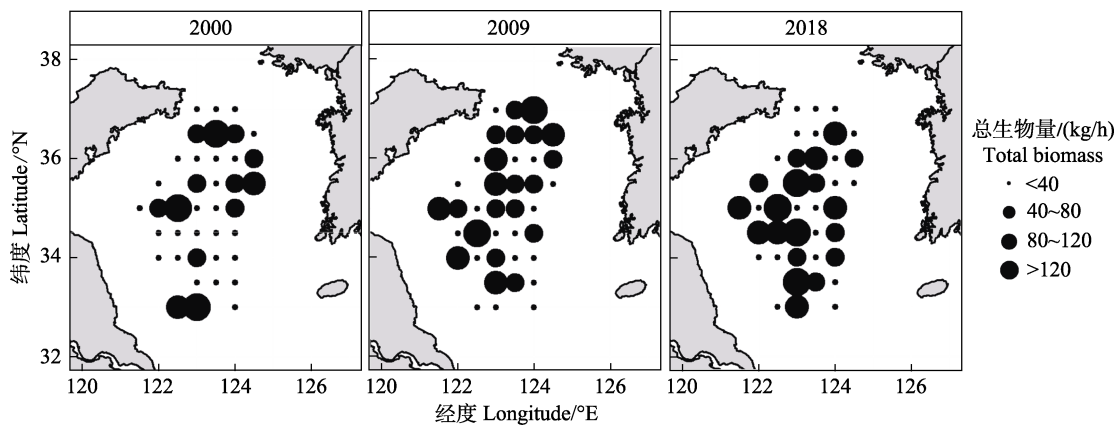 2000 2009 2018
38
36
34
32
纬度 Latitude/°N
120 122 124 126 120 122 124 126 120 122 124 126
经度 Longitude/°E
总生物量/(kg/h)
Total biomass
<40
40~80
80~120
>120